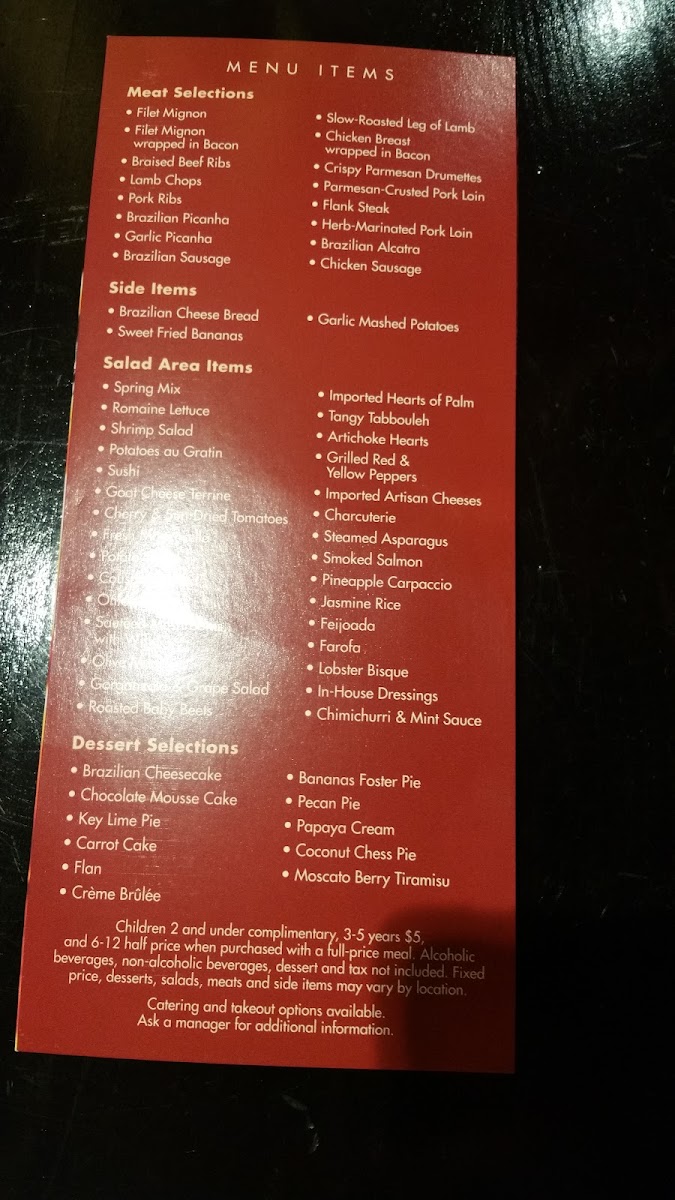 MENU ITEMS
Meat Selections
• Filet Mignon
• Filet Mignon
wrapped in Bacon
• Braised Beef Ribs
• Lamb Chops
• Pork Ribs
• Brazilian Picanha
• Garlic Picanha
• Brazilian Sausage
• Slow-Roasted Leg of Lamb
• Chicken Breast
wrapped in Bacon
• Crispy Parmesan Drumettes
• Parmesan-Crusted Pork Loin
• Flank Steak
• Herb-Marinated Pork Loin
• Brazilian Alcatra
• Chicken Sausage
Side Items
• Brazilian Cheese Bread
• Sweet Fried Bananas
• Garlic Mashed Potatoes
Salad Area Items
• Spring Mix
• Romaine Lettuce
• Shrimp Salad
• Potatoes au Gratin
• Sushi
• Goat Cheese Terrine
• Cherry & Sun-Dried Tomatoes
• Fresh
•
•
•
•
with
•
• Gorgonzola & Grape Salad
• Roasted Baby Beets
• Imported Hearts of Palm
• Tangy Tabbouleh
• Artichoke Hearts
• Grilled Red &
Yellow Peppers
• Imported Artisan Cheeses
• Charcuterie
• Steamed Asparagus
• Smoked Salmon
• Pineapple Carpaccio
• Jasmine Rice
• Feijoada
• Farofa
• Lobster Bisque
• In-House Dressings
• Chimichurri & Mint Sauce
Dessert Selections
• Brazilian Cheesecake
• Chocolate Mousse Cake
• Key Lime Pie
• Carrot Cake
• Flan
• Crème Brûlée
• Bananas Foster Pie
• Pecan Pie
• Papaya Cream
• Coconut Chess Pie
• Moscato Berry Tiramisu
Children 2 and under complimentary, 3-5 years $5,
and 6-12 half price when purchased with a full-price meal. Alcoholic
beverages, non-alcoholic beverages, dessert and tax not included. Fixed
price, desserts, salads, meats and side items may vary by location.
Catering and takeout options available.
Ask a manager for additional information.